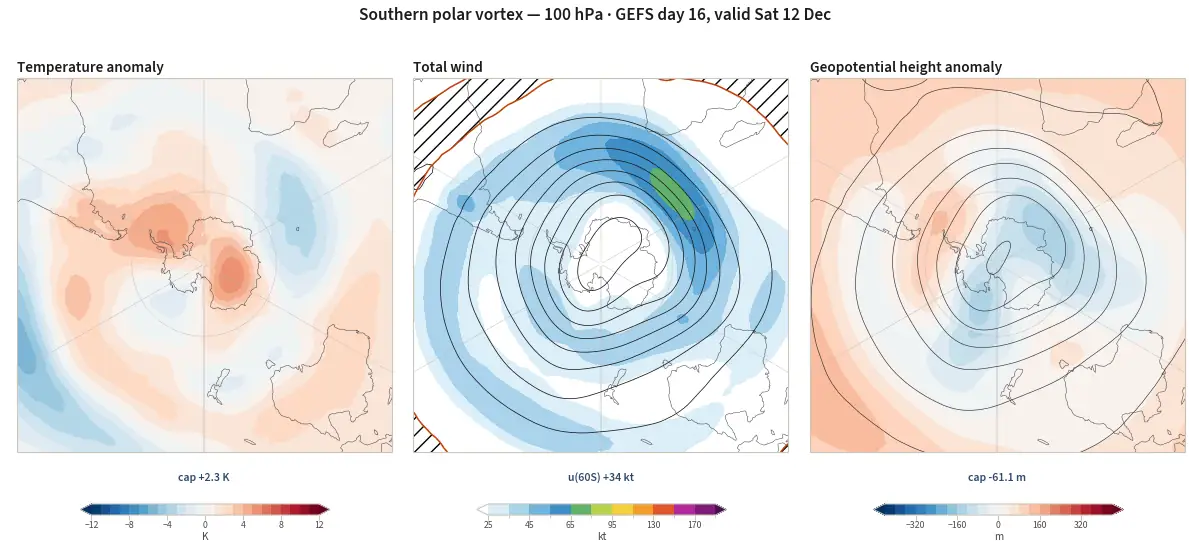 Southern polar vortex — 100 hPa · GEFS day 16, valid Sat 12 Dec
Temperature anomaly
Total wind
Geopotential height anomaly
cap +2.3 K
u(60S) +34 kt
cap -61.1 m
−12 −8 −4 0 4 8 12
K
25 45 65 95 130 170
kt
−320 −160 0 160 320
m